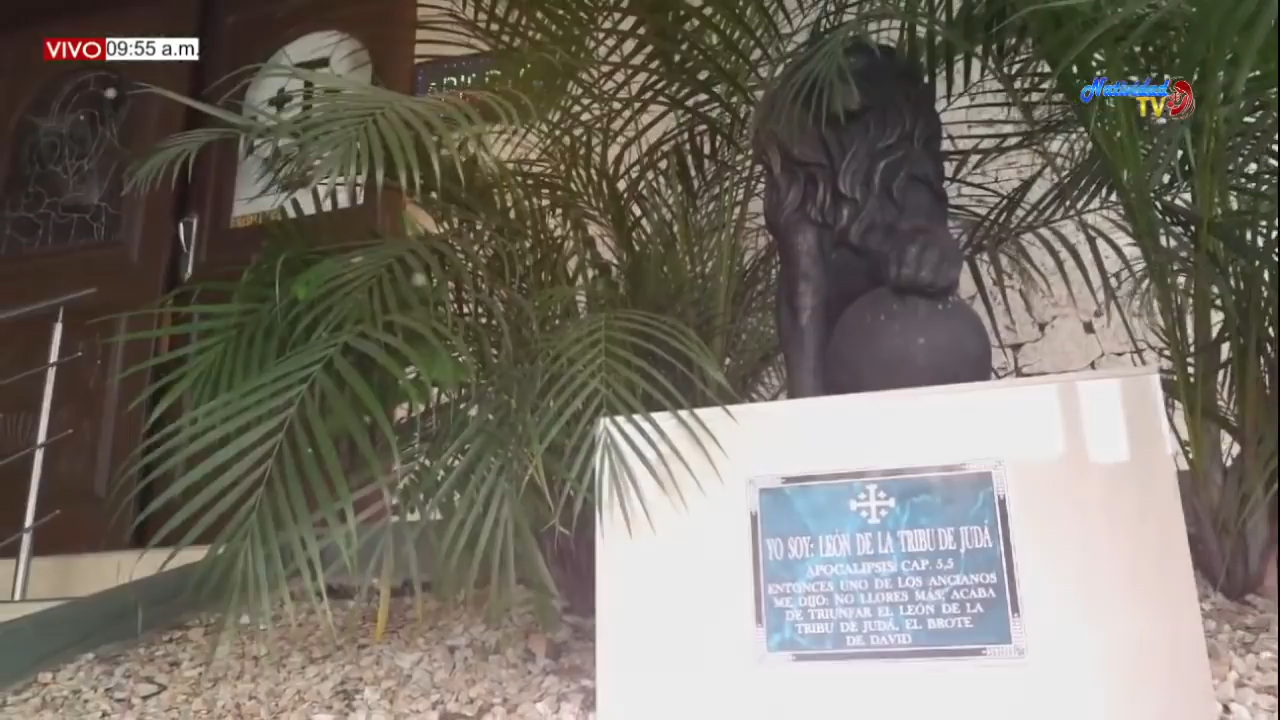 VIVO 09:55 a.m.
Natividad
TV
YO SOY: LEÓN DE LA TRIBU DE JUDÁ
APOCALIPSIS: CAP. 5,5
ENTONCES UNO DE LOS ANCIANOS
ME DIJO: NO LLORES MÁS; ACABA
DE TRIUNFAR EL LEÓN DE LA
TRIBU DE JUDÁ, EL BROTE
DE DAVID